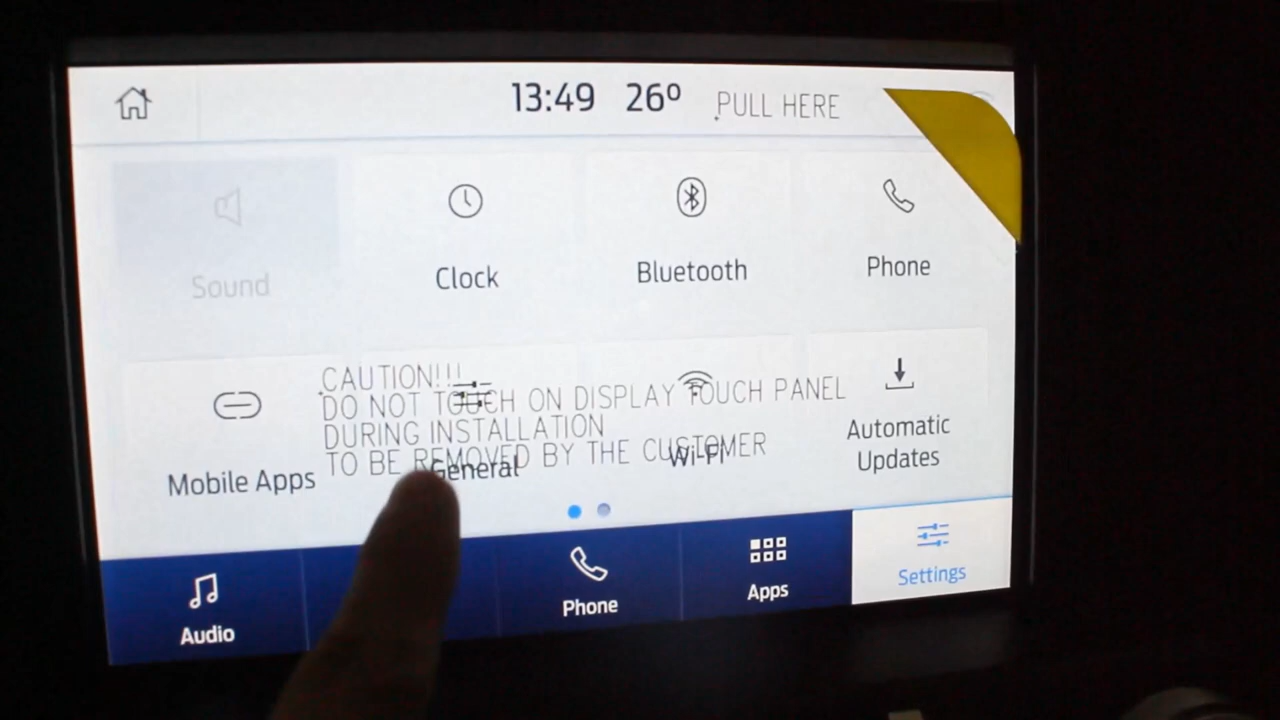 13:49 26º PULL HERE
Sound
Clock
Bluetooth
Phone
CAUTION!!!
DO NOT TOUCH ON DISPLAY TOUCH PANEL
DURING INSTALLATION
TO BE REMOVED BY THE CUSTOMER
Mobile Apps
General
Wi-Fi
Automatic
Updates
Audio
Phone
Apps
Settings